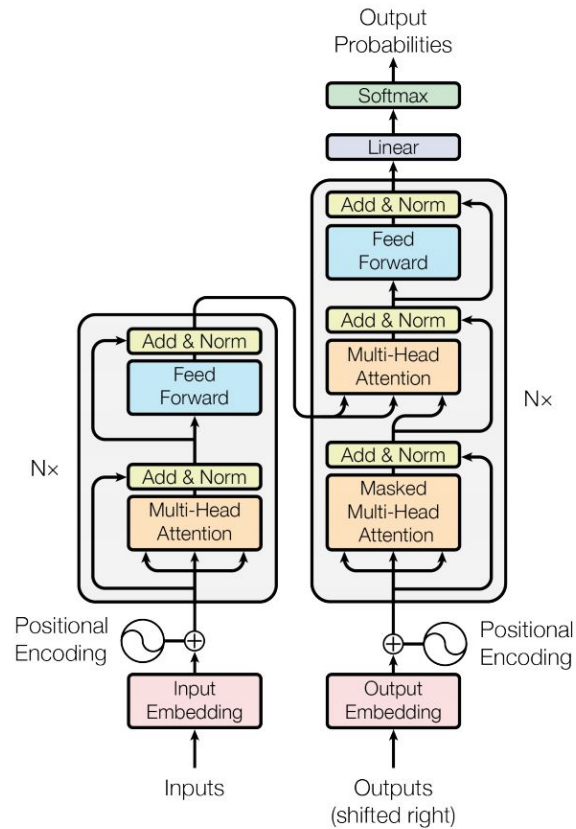 Output
Probabilities
Softmax
Linear
Add & Norm
Feed
Forward
Add & Norm
Multi-Head
Attention
Add & Norm
Masked
Multi-Head
Attention
Nx
Add & Norm
Feed
Forward
Add & Norm
Multi-Head
Attention
Nx
Positional
Encoding
Positional
Encoding
Input
Embedding
Output
Embedding
Inputs
Outputs
(shifted right)